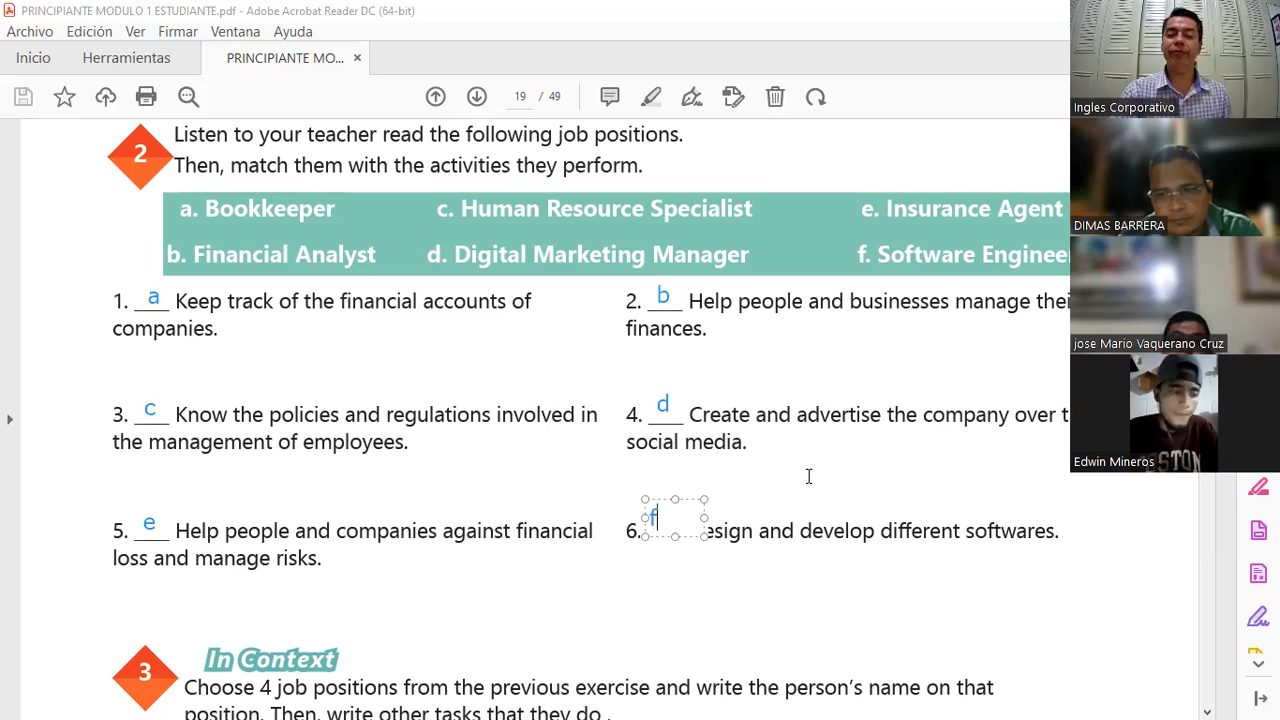 PRINCIPIANTE MODULO 1 ESTUDIANTE.pdf - Adobe Acrobat Reader DC (64-bit)
Archivo Edición Ver Firmar Ventana Ayuda
Inicio Herramientas PRINCIPIANTE MO... ×
19 / 49
2 Listen to your teacher read the following job positions.
Then, match them with the activities they perform.
a. Bookkeeper c. Human Resource Specialist e. Insurance Agent
b. Financial Analyst d. Digital Marketing Manager f. Software Enginee
1. a Keep track of the financial accounts of
companies.
2. b Help people and businesses manage thei
finances.
3. c Know the policies and regulations involved in
the management of employees.
4. d Create and advertise the company over t
social media.
5. e Help people and companies against financial
loss and manage risks.
6. f esign and develop different softwares.
3 In Context
Choose 4 job positions from the previous exercise and write the person's name on that
position. Then, write other tasks that they do .
Ingles Corporativo
DIMAS BARRERA
jose Mario Vaquerano Cruz
Edwin Mineros